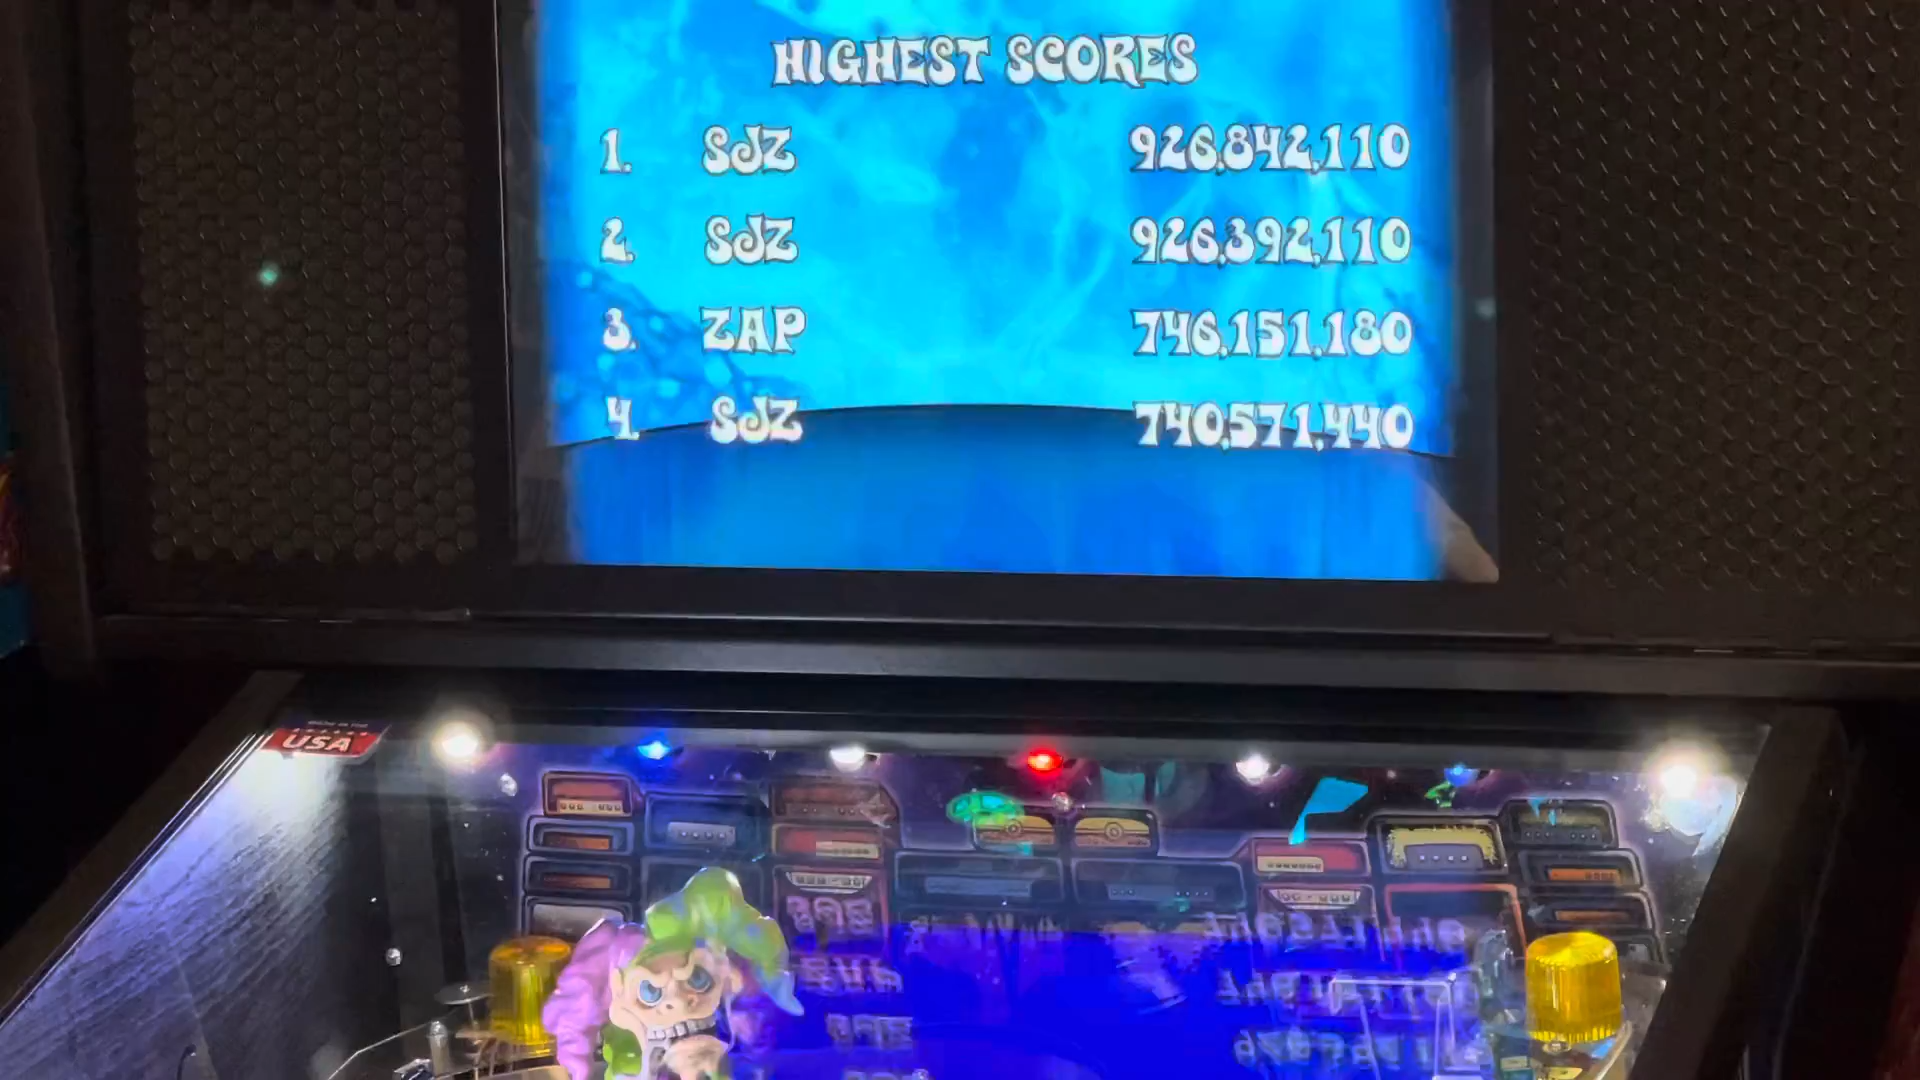 HIGHEST SCORES
1. SJZ 926,842,110
2. SJZ 926,392,110
3. ZAP 746,151,180
4. SJZ 740,571,440
USA